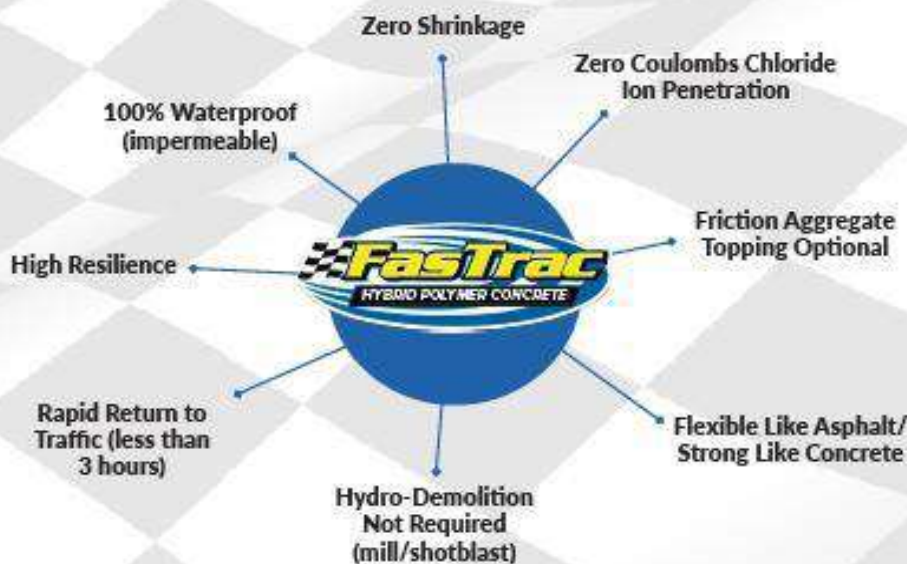 Zero Shrinkage
Zero Coulombs Chloride
Ion Penetration
100% Waterproof
(impermeable)
Friction Aggregate
Topping Optional
High Resilience
FasTrac
HYBRID POLYMER CONCRETE
Rapid Return to
Traffic (less than
3 hours)
Flexible Like Asphalt/
Strong Like Concrete
Hydro-Demolition
Not Required
(mill/shotblast)